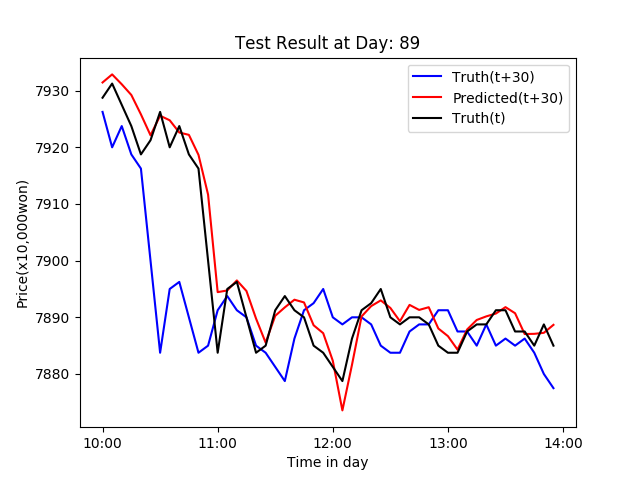 Test Result at Day: 89
Truth(t+30)
Predicted(t+30)
Truth(t)
Price(x10,000won)
7930
7920
7910
7900
7890
7880
10:00 11:00 12:00 13:00 14:00
Time in day